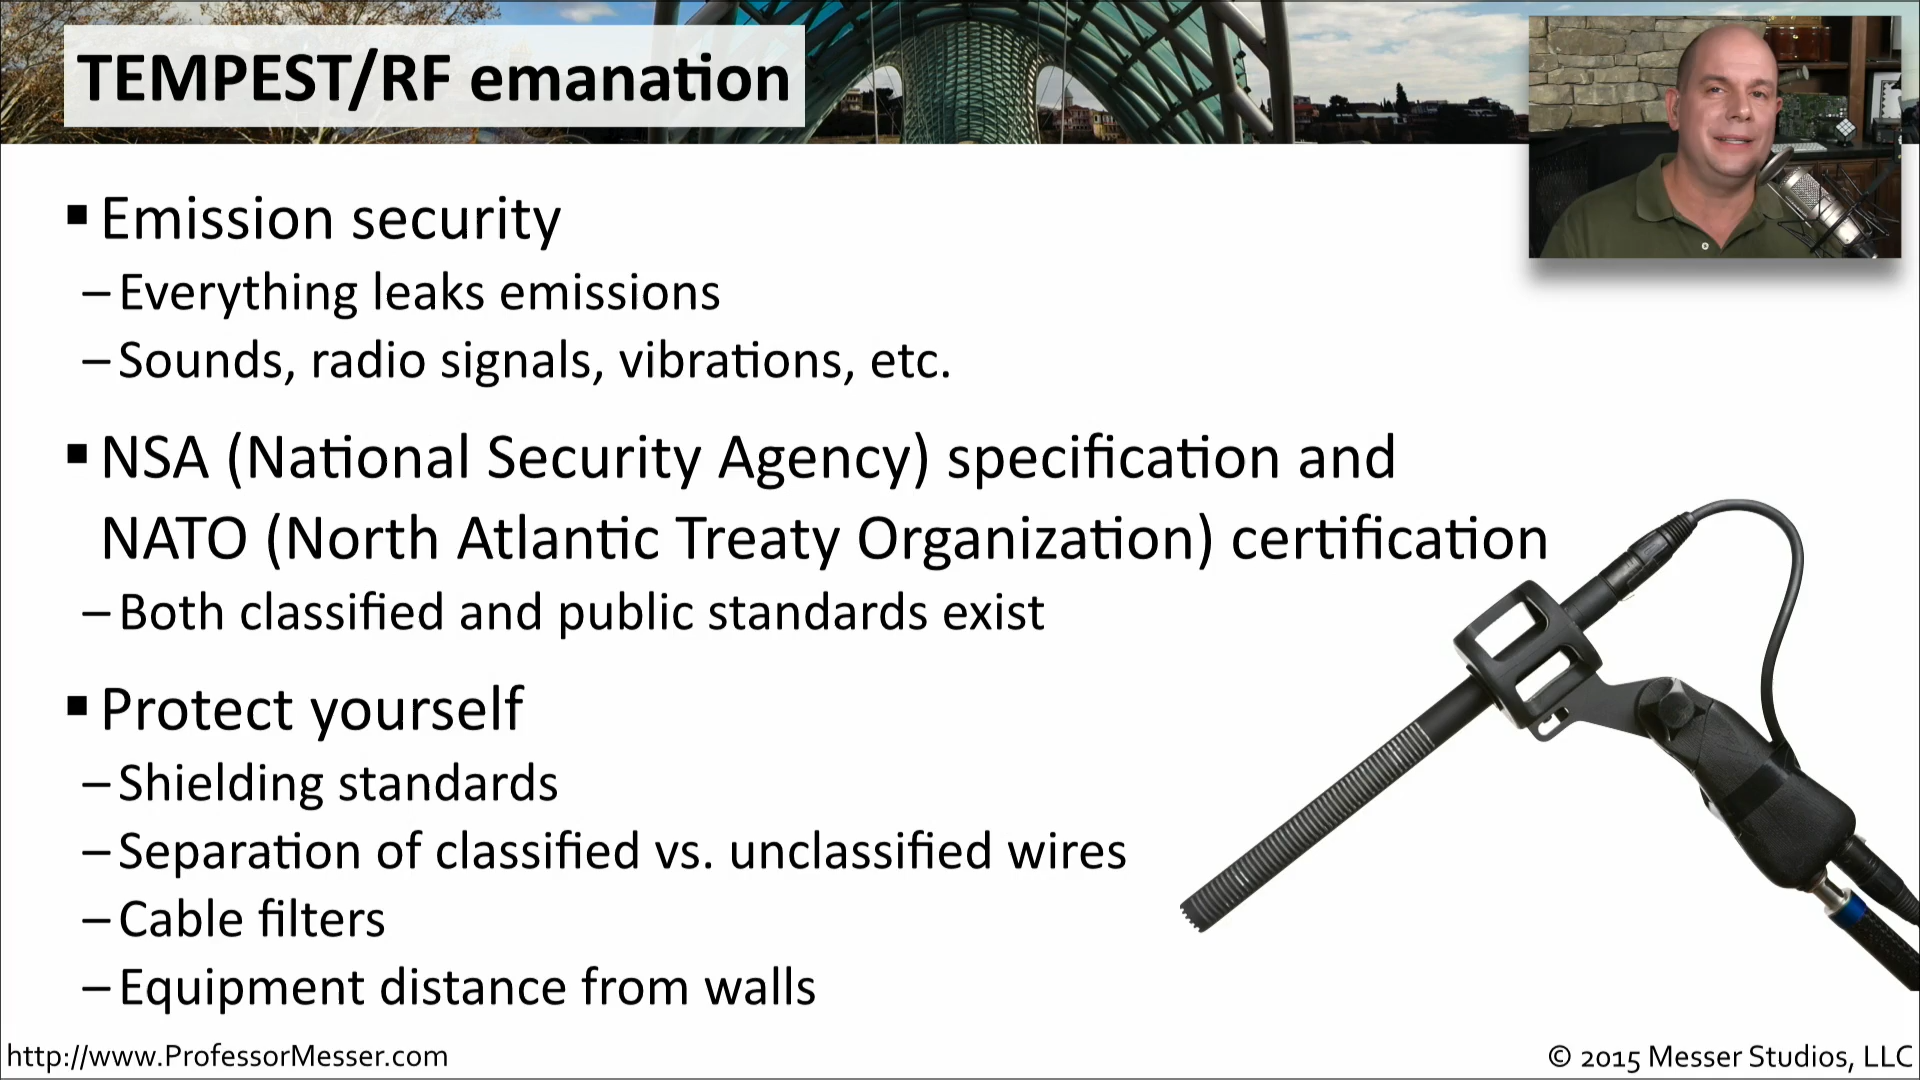 TEMPEST/RF emanation
▪ Emission security
– Everything leaks emissions
– Sounds, radio signals, vibrations, etc.
▪ NSA (National Security Agency) specification and
NATO (North Atlantic Treaty Organization) certification
– Both classified and public standards exist
▪ Protect yourself
– Shielding standards
– Separation of classified vs. unclassified wires
– Cable filters
– Equipment distance from walls
http://www.ProfessorMesser.com
© 2015 Messer Studios, LLC